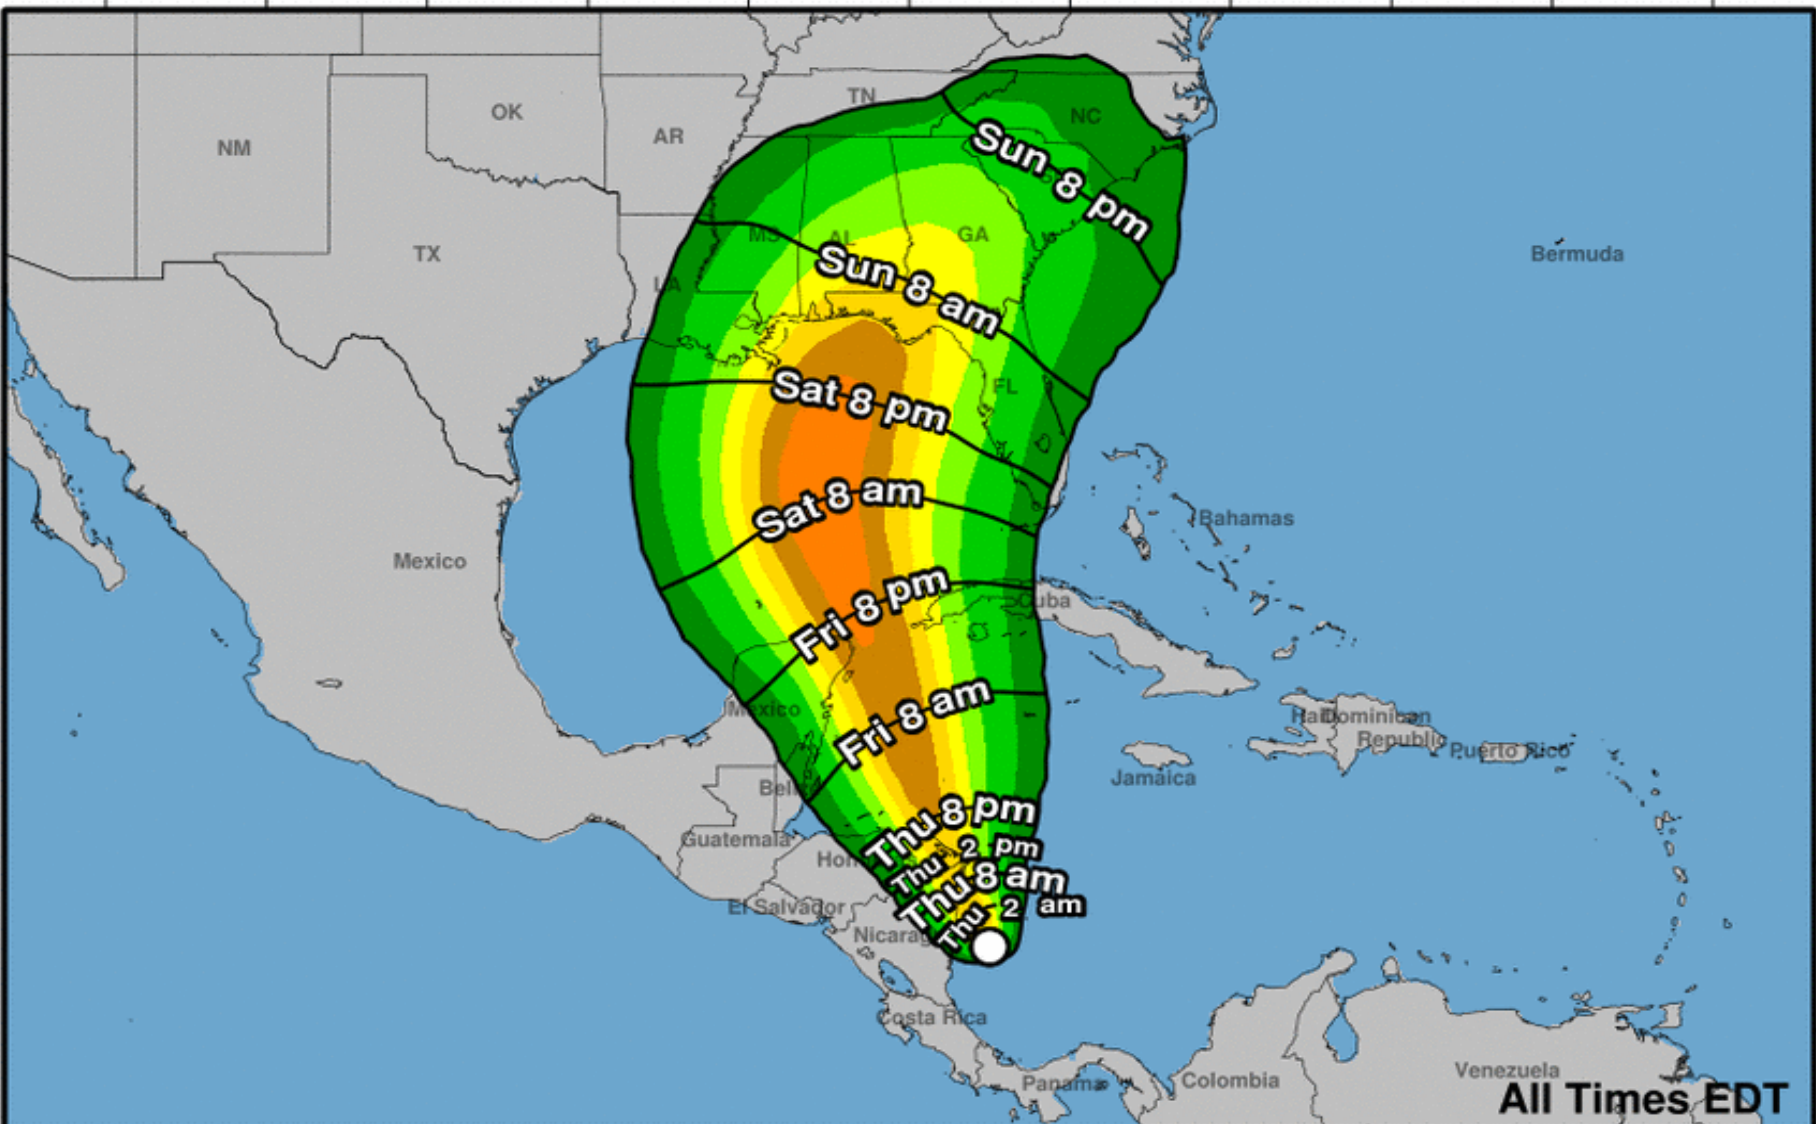 TN
NC
OK
AR
NM
Sun 8 pm
MS
AL
GA
TX
Bermuda
Sun 8 am
LA
FL
Sat 8 pm
Sat 8 am
Bahamas
Mexico
Fri 8 pm
Cuba
Fri 8 am
Mexico
Dominican
Republic
Puerto Rico
Jamaica
Thu 8 pm
Guatemala
Thu 2 pm
Thu 8 am
El Salvador
Thu 2 am
Costa Rica
Panama
Colombia
Venezuela
All Times EDT